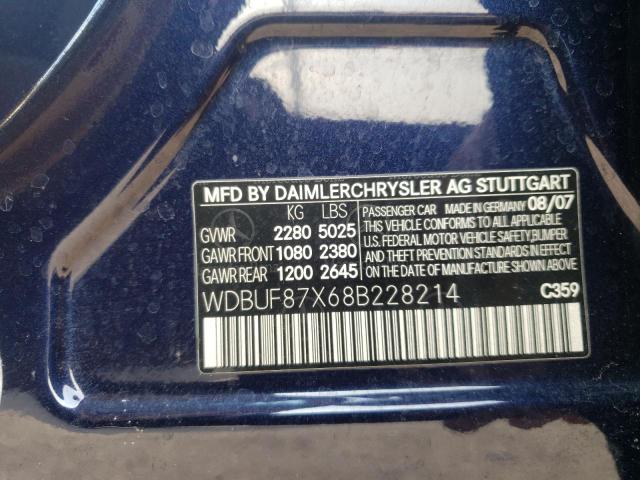 MFD BY DAIMLERCHRYSLER AG STUTTGART
KG LBS
GVWR 2280 5025
GAWR FRONT 1080 2380
GAWR REAR 1200 2645
PASSENGER CAR MADE IN GERMANY 08/07
THIS VEHICLE CONFORMS TO ALL APPLICABLE
U.S. FEDERAL MOTOR VEHICLE SAFETY, BUMPER
AND THEFT PREVENTION STANDARDS IN EFFECT
ON THE DATE OF MANUFACTURE SHOWN ABOVE.
WDBUF87X68B228214 C359